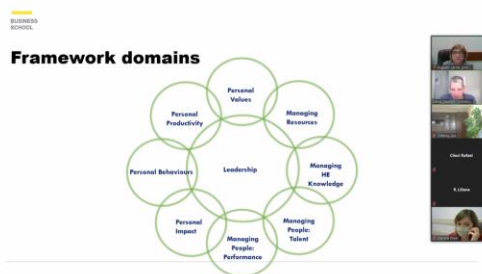 BUSINESS
SCHOOL
Framework domains
Personal
Values
Personal
Productivity
Managing
Resources
Personal Behaviours
Leadership
Managing
HE
Knowledge
Personal
Impact
Managing
People:
Talent
Managing
People:
Performance